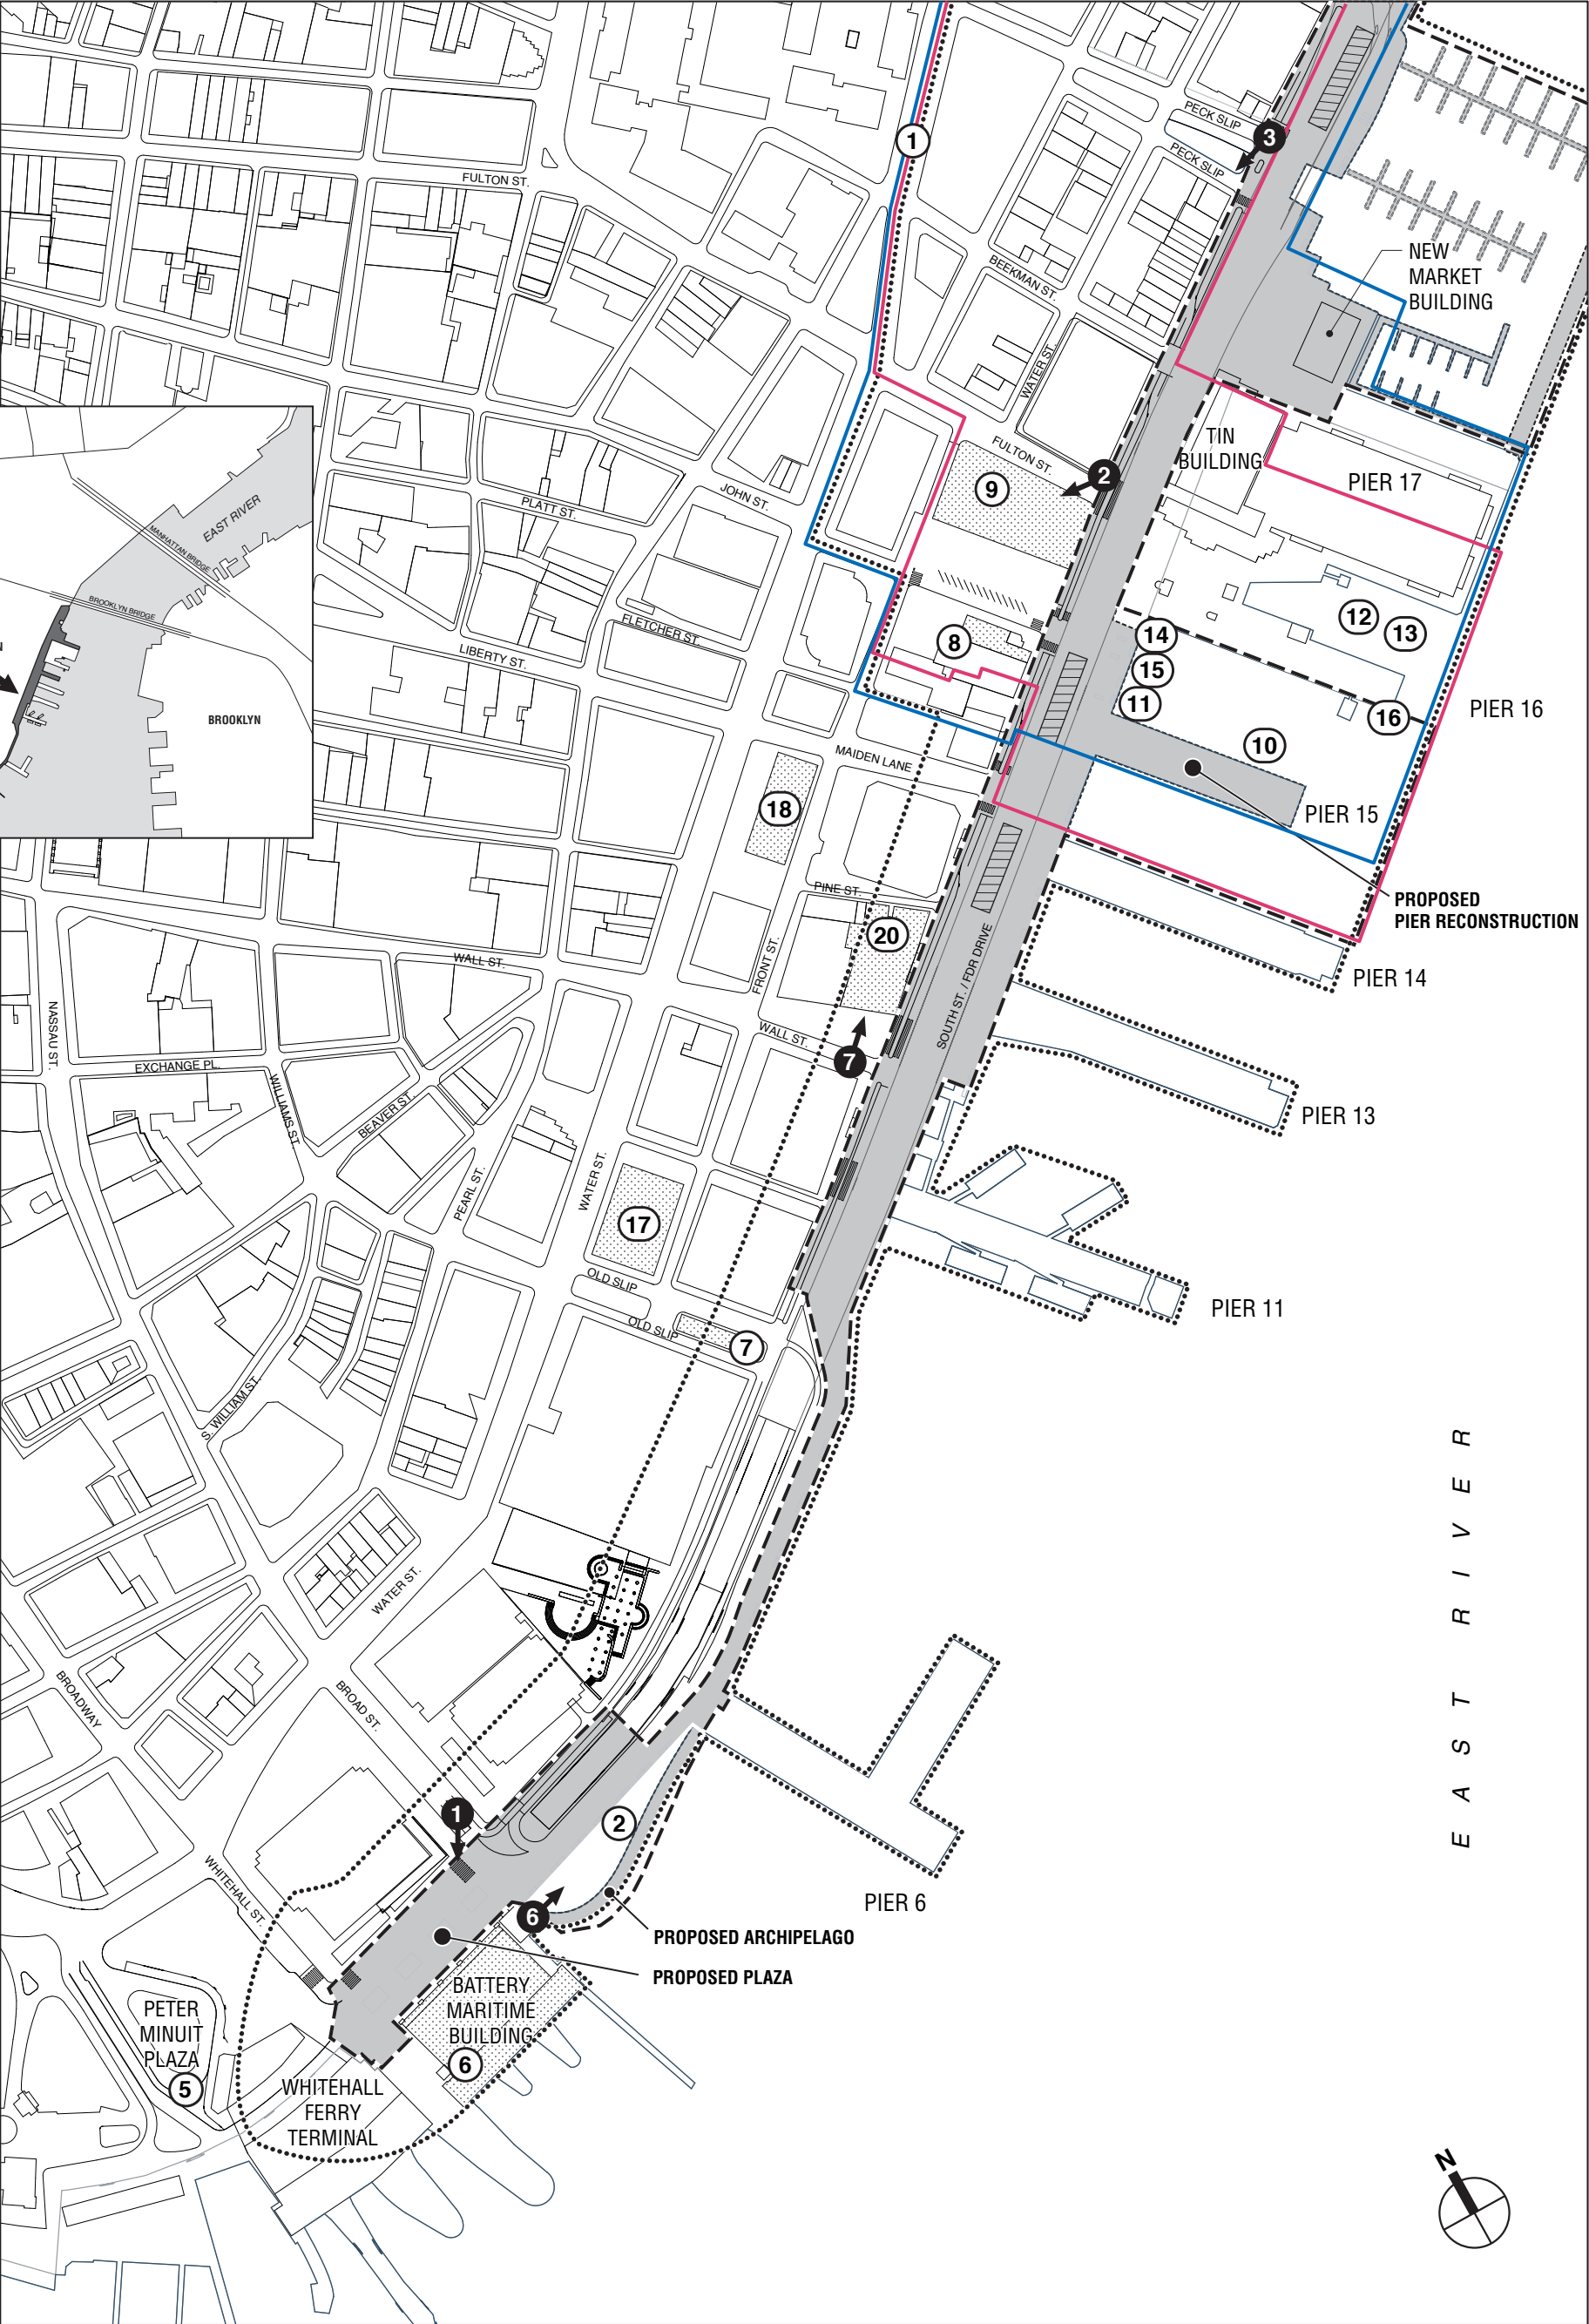 PECK SLIP
3
1
PECK SLIP
FULTON ST.
NEW
MARKET
BUILDING
BEEKMAN ST.
WATER ST.
TIN
BUILDING
FULTON ST.
2
PIER 17
9
JOHN ST.
PLATT ST.
EAST RIVER
MANHATTAN BRIDGE
BROOKLYN BRIDGE
BROOKLYN
FLETCHER ST.
LIBERTY ST.
8
12
13
14
15
11
16
PIER 16
10
MAIDEN LANE
18
PIER 15
PINE ST.
PROPOSED
PIER RECONSTRUCTION
20
WALL ST.
FRONT ST.
SOUTH ST. / FDR DRIVE
PIER 14
NASSAU ST.
WALL ST.
7
EXCHANGE PL.
WILLIAMS ST.
BEAVER ST.
PIER 13
PEARL ST.
WATER ST.
17
OLD SLIP
OLD SLIP
7
PIER 11
S. WILLIAM ST.
EAST RIVER
WATER ST.
BROADWAY
BROAD ST.
1
2
WHITEHALL ST.
PIER 6
6
PROPOSED ARCHIPELAGO
PROPOSED PLAZA
BATTERY
MARITIME
BUILDING
6
PETER
MINUIT
PLAZA
5
WHITEHALL
FERRY
TERMINAL
N